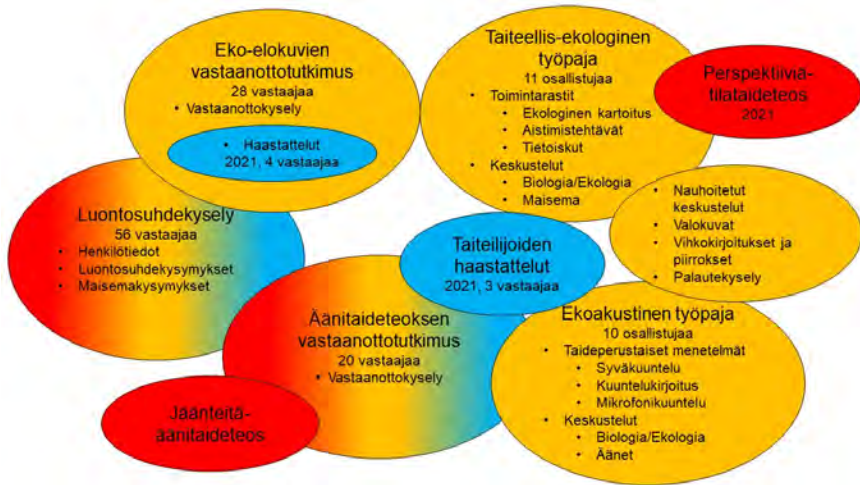 Eko-elokuvien
vastaanottotutkimus
28 vastaajaa
• Vastaanottokysely
• Haastattelut
2021, 4 vastaajaa
Taiteellis-ekologinen
työpaja
11 osallistujaa
• Toimintarastit
• Ekologinen kartoitus
• Aistimistehtävät
• Tietoiskut
• Keskustelut
• Biologia/Ekologia
• Maisema
Perspektiiviä-
tilataideteos
2021
Luontosuhdekysely
56 vastaajaa
• Henkilötiedot
• Luontosuhdekysymykset
• Maisemakysymykset
Taiteilijoiden
haastattelut
2021, 3 vastaajaa
• Nauhoitetut
keskustelut
• Valokuvat
• Vihkokirjoitukset ja
piirrokset
• Palautekysely
Äänitaideteoksen
vastaanottotutkimus
20 vastaajaa
• Vastaanottokysely
Jäänteitä-
äänitaideteos
Ekoakustinen työpaja
10 osallistujaa
• Taideperustaiset menetelmät
• Syväkuuntelu
• Kuuntelukirjoitus
• Mikrofonikuuntelu
• Keskustelut
• Biologia/Ekologia
• Äänet